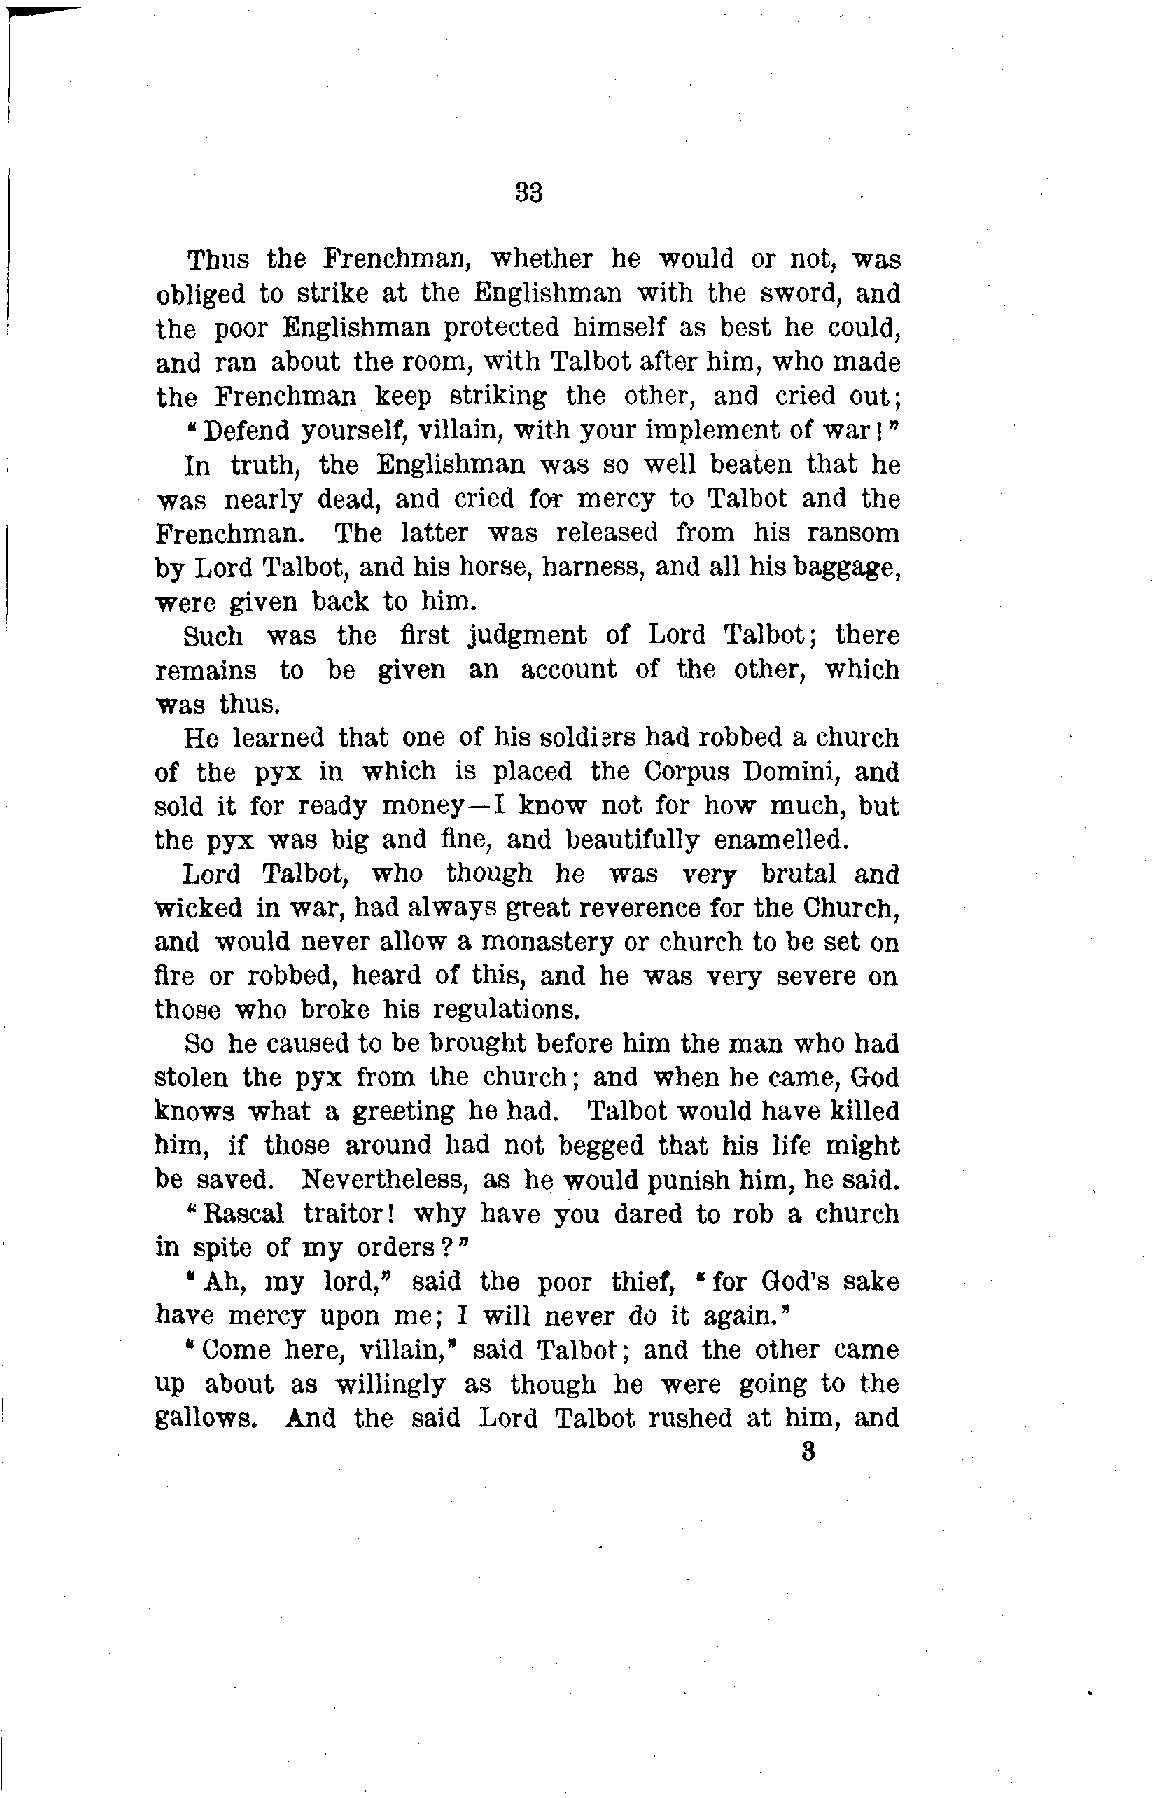 33
Thus the Frenchman, whether he would or not, was
obliged to strike at the Englishman with the sword, and
the poor Englishman protected himself as best he could,
and ran about the room, with Talbot after him, who made
the Frenchman keep striking the other, and cried out;
“Defend yourself, villain, with your implement of war!”
In truth, the Englishman was so well beaten that he
was nearly dead, and cried for mercy to Talbot and the
Frenchman. The latter was released from his ransom
by Lord Talbot, and his horse, harness, and all his baggage,
were given back to him.
Such was the first judgment of Lord Talbot; there
remains to be given an account of the other, which
was thus.
He learned that one of his soldiers had robbed a church
of the pyx in which is placed the Corpus Domini, and
sold it for ready money—I know not for how much, but
the pyx was big and fine, and beautifully enamelled.
Lord Talbot, who though he was very brutal and
wicked in war, had always great reverence for the Church,
and would never allow a monastery or church to be set on
fire or robbed, heard of this, and he was very severe on
those who broke his regulations.
So he caused to be brought before him the man who had
stolen the pyx from the church; and when he came, God
knows what a greeting he had. Talbot would have killed
him, if those around had not begged that his life might
be saved. Nevertheless, as he would punish him, he said.
“Rascal traitor! why have you dared to rob a church
in spite of my orders?”
“Ah, my lord,” said the poor thief, “for God's sake
have mercy upon me; I will never do it again.”
“Come here, villain,” said Talbot; and the other came
up about as willingly as though he were going to the
gallows. And the said Lord Talbot rushed at him, and
3